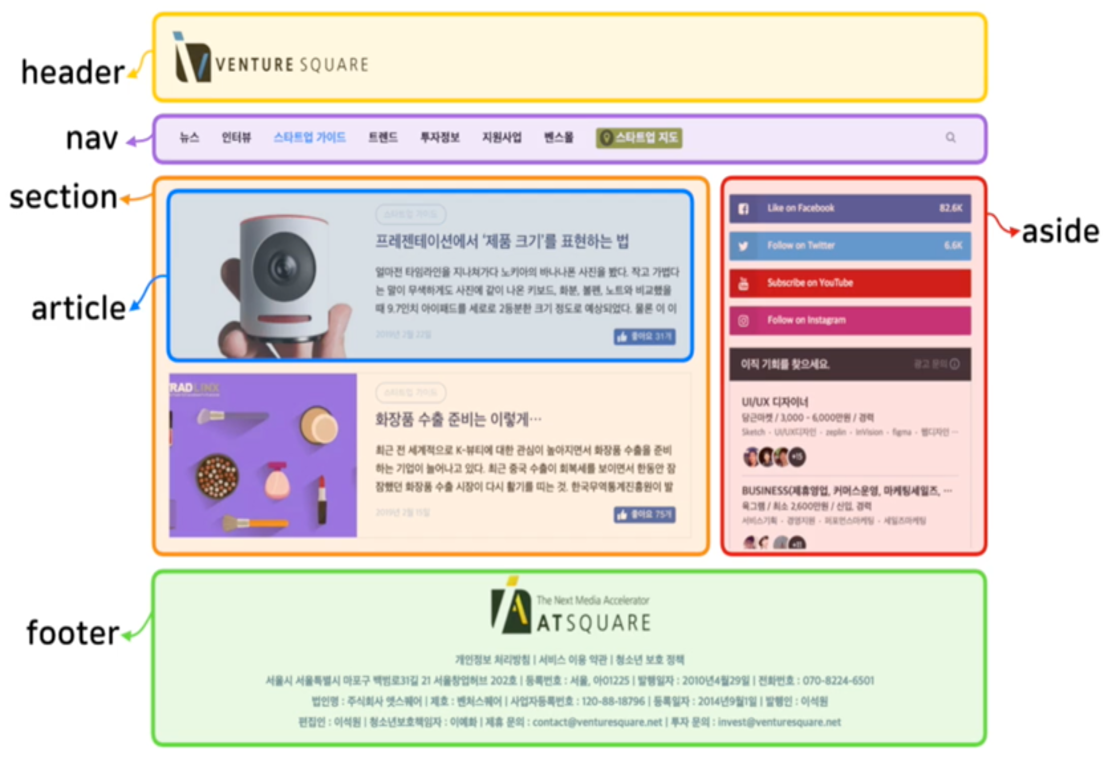 header
VENTURE SQUARE
nav
뉴스 인터뷰 스타트업 가이드 트렌드 투자정보 지원사업 벤스몰 스타트업 지도
section
스타트업 가이드
프레젠테이션에서 '제품 크기'를 표현하는 법
얼마전 타임라인을 지나쳐가다 노키아의 바나나폰 사진을 봤다. 작고 가볍다
는 말이 무색하게도 사진에 같이 나온 키보드, 화분, 볼펜, 노트와 비교했을
때 9.7인치 아이패드를 세로로 2등분한 크기 정도로 예상되었다. 물론 이 이
2019년 2월 22일
좋아요 31개
article
RADLINX
스타트업 가이드
화장품 수출 준비는 이렇게…
최근 전 세계적으로 K-뷰티에 대한 관심이 높아지면서 화장품 수출을 준비
하는 기업이 늘어나고 있다. 최근 중국 수출이 회복세를 보이면서 한동안 잠
잠했던 화장품 수출 시장이 다시 활기를 띠는 것. 한국무역통계진흥원이 발
좋아요 75개
aside
Like on Facebook 82.6K
Follow on Twitter 6.6K
Subscribe on YouTube
Follow on Instagram
이직 기회를 찾으세요. 광고 문의
UI/UX 디자이너
당근마켓 / 3,000 - 6,000만원 / 경력
Sketch · UI/UX디자인 · zeplin · InVision · figma · 웹디자인 ···
+15
BUSINESS(제휴영업, 커머스운영, 마케팅세일즈, ···
육그램 / 최소 2,600만원 / 신입, 경력
서비스기획 · 경영지원 · 퍼포먼스마케팅 · 세일즈마케팅
+11
footer
The Next Media Accelerator
ATSQUARE
개인정보 처리방침 | 서비스 이용 약관 | 청소년 보호 정책
서울시 서울특별시 마포구 백범로31길 21 서울창업허브 202호 | 등록번호 : 서울, 아01225 | 발행일자 : 2010년4월29일 | 전화번호 : 070-8224-6501
법인명 : 주식회사 앳스퀘어 | 제호 : 벤처스퀘어 | 사업자등록번호 : 120-88-18796 | 등록일자 : 2014년9월1일 | 발행인 : 이석원
편집인 : 이석원 | 청소년보호책임자 : 이예화 | 제휴 문의 : contact@venturesquare.net | 투자 문의 : invest@venturesquare.net